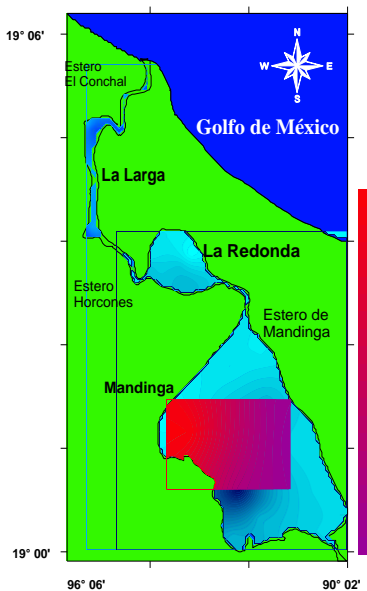 19° 06'
Estero
El Conchal
N
W
E
S
Golfo de México
La Larga
La Redonda
Estero
Horcones
Estero de
Mandinga
Mandinga
19° 00'
96° 06'
90° 02'